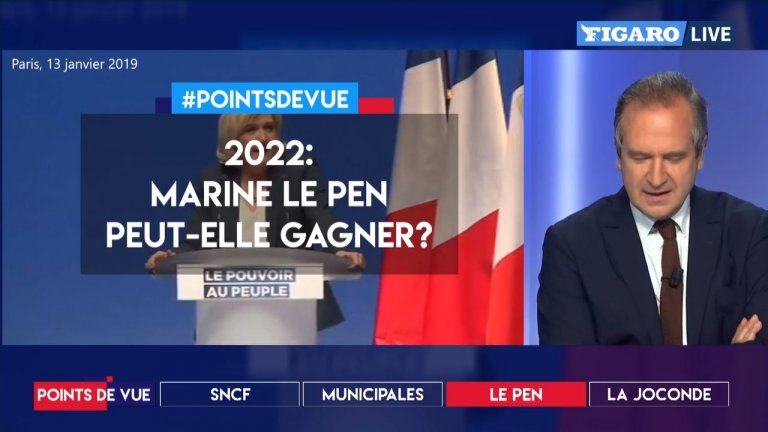 FIGARO LIVE
Paris, 13 janvier 2019
#POINTSDEVUE
2022:
MARINE LE PEN
PEUT-ELLE GAGNER?
LE POUVOIR
AU PEUPLE
POINTS DE VUE
SNCF
MUNICIPALES
LE PEN
LA JOCONDE